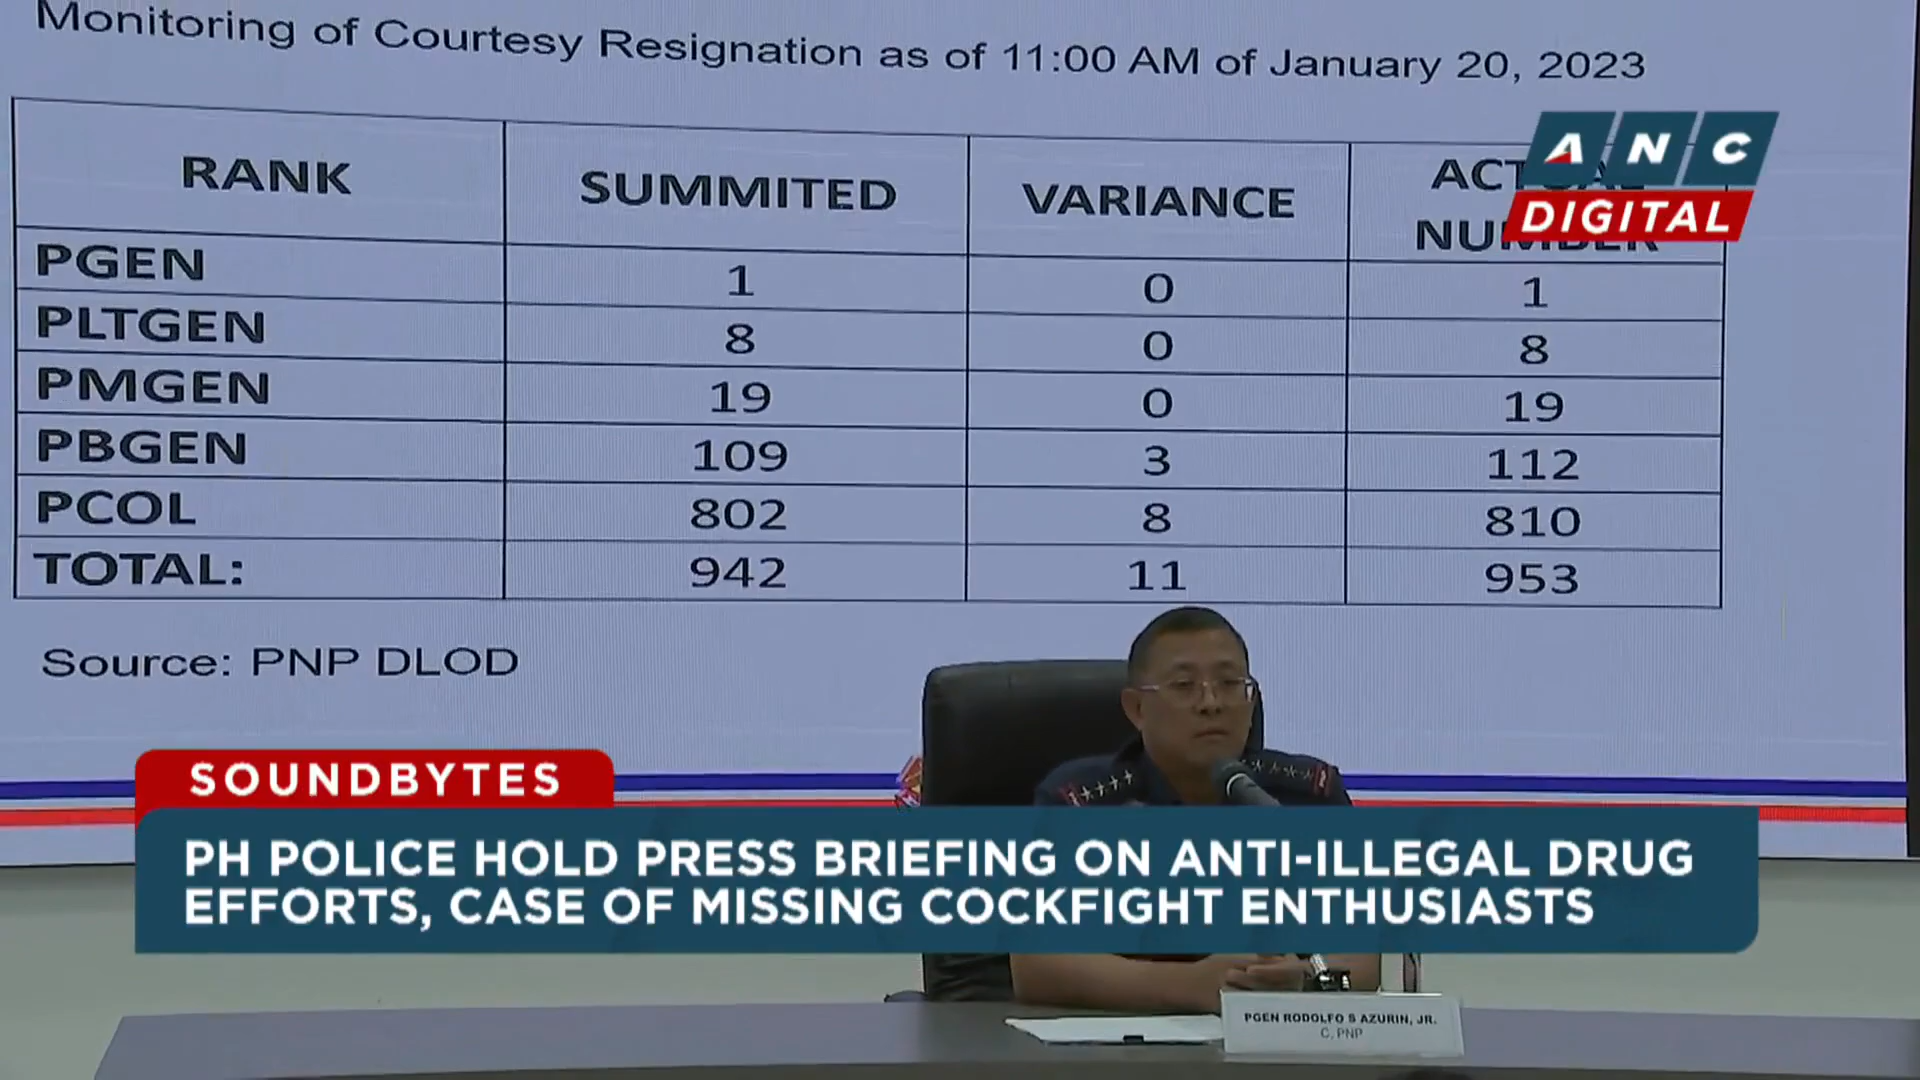 Monitoring of Courtesy Resignation as of 11:00 AM of January 20, 2023
ANC
DIGITAL
RANK SUMMITED VARIANCE ACTUAL NUMBER
PGEN 1 0 1
PLTGEN 8 0 8
PMGEN 19 0 19
PBGEN 109 3 112
PCOL 802 8 810
TOTAL: 942 11 953
Source: PNP DLOD
SOUNDBYTES
PH POLICE HOLD PRESS BRIEFING ON ANTI-ILLEGAL DRUG
EFFORTS, CASE OF MISSING COCKFIGHT ENTHUSIASTS
PGEN RODOLFO S AZURIN, JR.
C, PNP